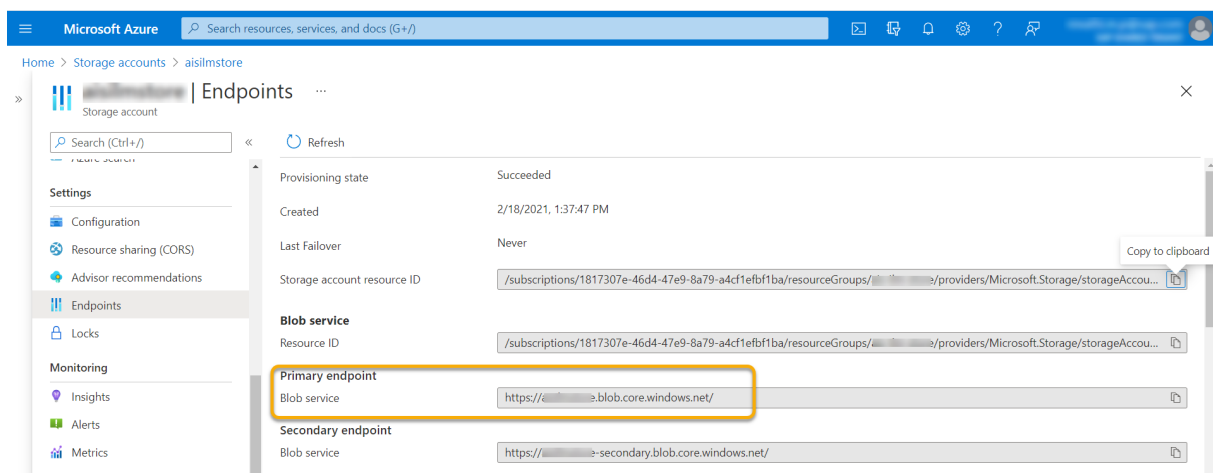 Microsoft Azure
Search resources, services, and docs (G+/)
Home > Storage accounts > aisilmstore
| Endpoints ...
Storage account
Search (Ctrl+/)
«
Refresh
»
Azure search
Settings
Configuration
Resource sharing (CORS)
Advisor recommendations
Endpoints
Locks
Monitoring
Insights
Alerts
Metrics
Provisioning state Succeeded
Created 2/18/2021, 1:37:47 PM
Last Failover Never
Copy to clipboard
Storage account resource ID /subscriptions/1817307e-46d4-47e9-8a79-a4cf1efbf1ba/resourceGroups/ e/providers/Microsoft.Storage/storageAccou...
Blob service
Resource ID /subscriptions/1817307e-46d4-47e9-8a79-a4cf1efbf1ba/resourceGroups/ e/providers/Microsoft.Storage/storageAccou...
Primary endpoint
Blob service https:// e.blob.core.windows.net/
Secondary endpoint
Blob service https:// e-secondary.blob.core.windows.net/